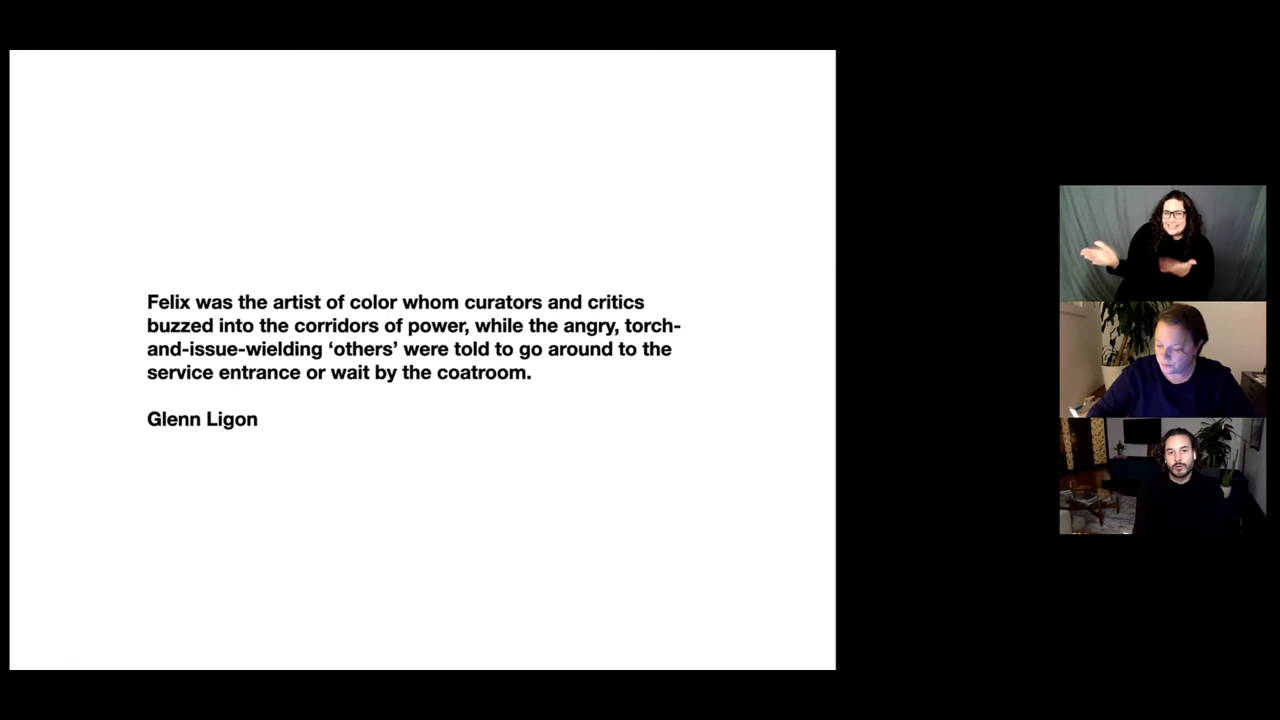 Felix was the artist of color whom curators and critics
buzzed into the corridors of power, while the angry, torch-
and-issue-wielding ‘others’ were told to go around to the
service entrance or wait by the coatroom.
Glenn Ligon